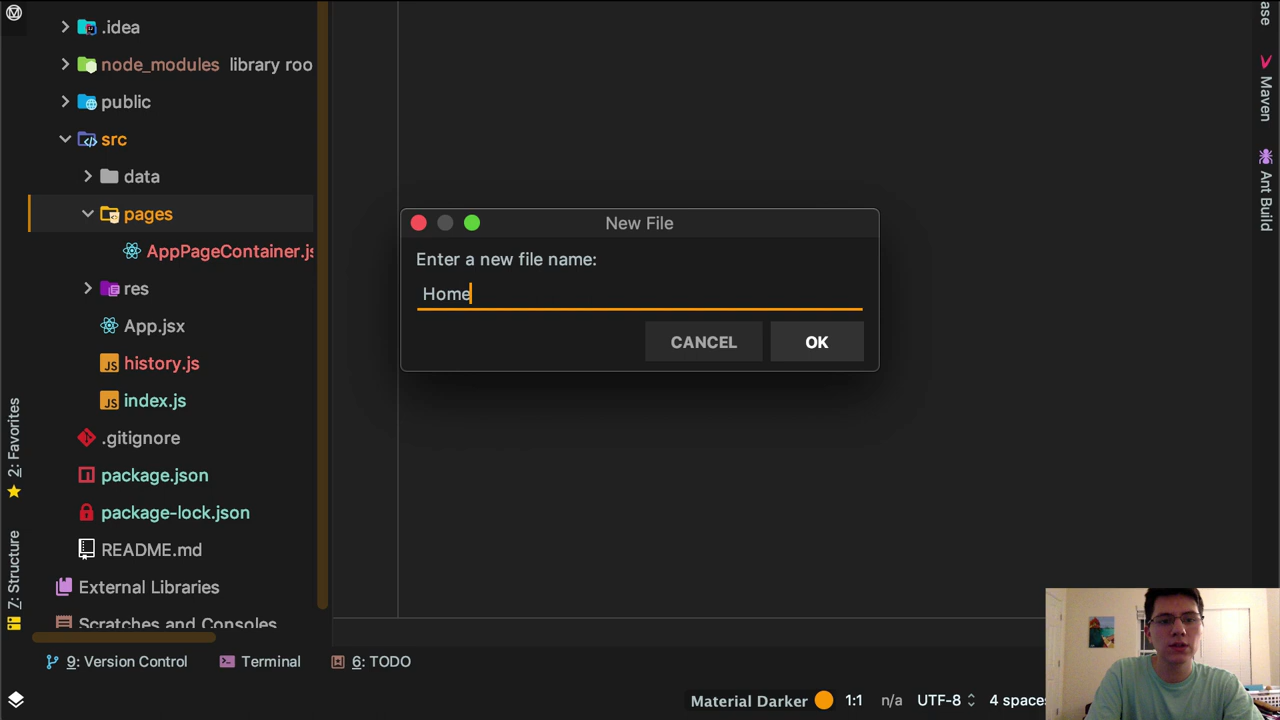 .idea
node_modules library roo
public
src
data
pages
AppPageContainer.js
res
App.jsx
history.js
index.js
.gitignore
package.json
package-lock.json
README.md
External Libraries
Scratches and Consoles
2: Favorites
7: Structure
New File
Enter a new file name:
Home
CANCEL
OK
ase
Maven
Ant Build
9: Version Control
Terminal
6: TODO
Material Darker
1:1
n/a
UTF-8
4 spaces